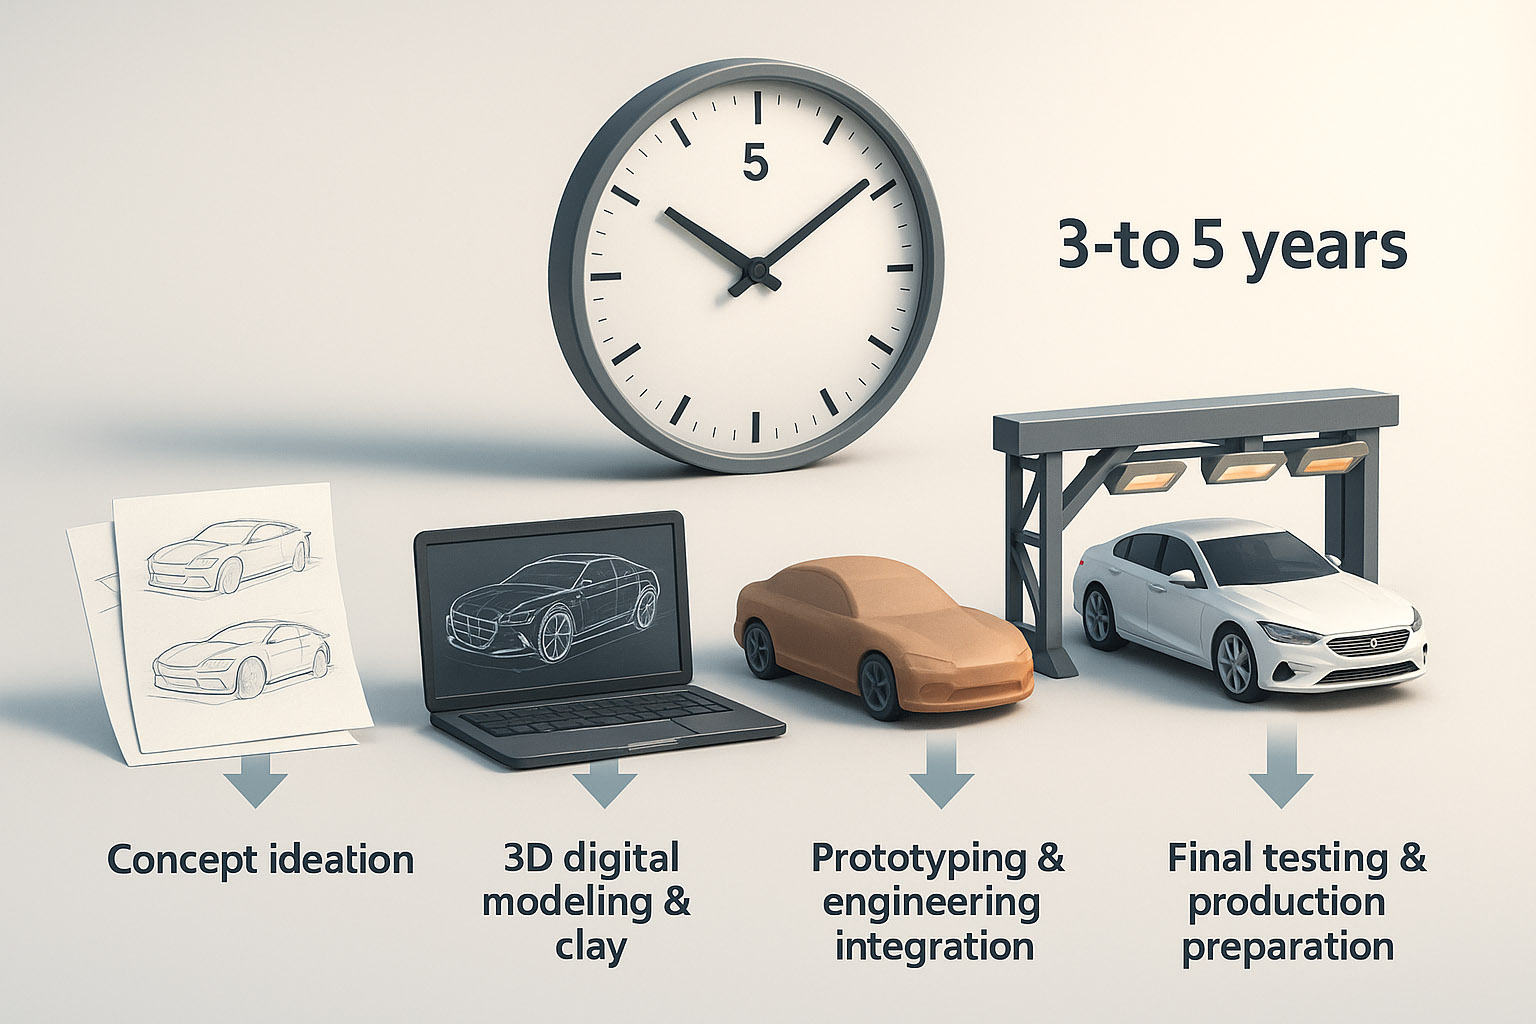 5
3-to 5 years
Concept ideation
3D digital
modeling &
clay
Prototyping &
engineering
integration
Final testing &
production
preparation